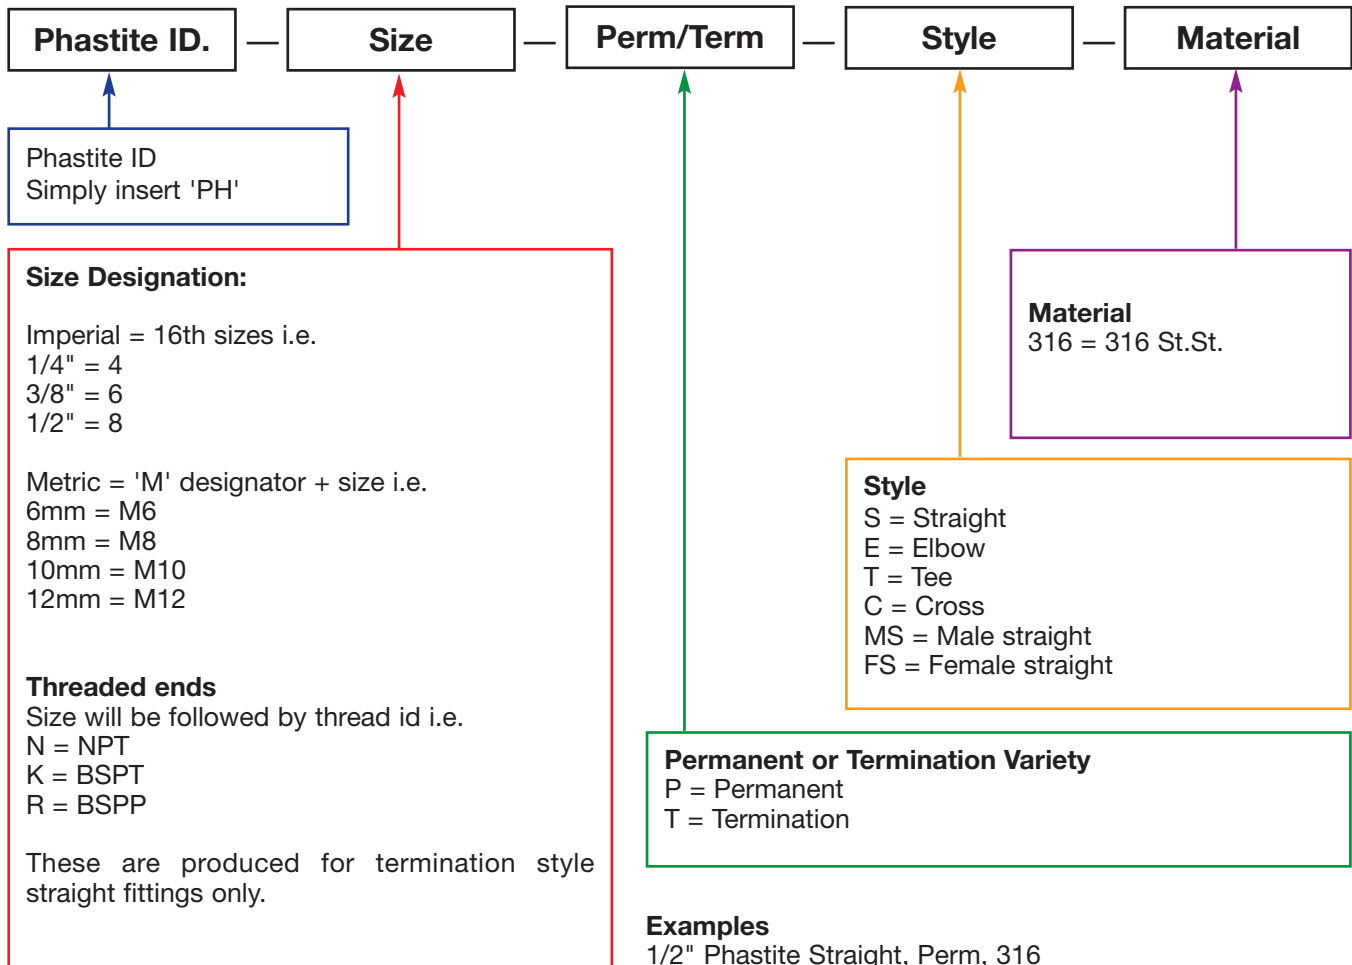 Phastite ID. — Size — Perm/Term — Style — Material
Phastite ID
Simply insert 'PH'
Size Designation:
Imperial = 16th sizes i.e.
1/4" = 4
3/8" = 6
1/2" = 8
Metric = 'M' designator + size i.e.
6mm = M6
8mm = M8
10mm = M10
12mm = M12
Threaded ends
Size will be followed by thread id i.e.
N = NPT
K = BSPT
R = BSPP
These are produced for termination style
straight fittings only.
Material
316 = 316 St.St.
Style
S = Straight
E = Elbow
T = Tee
C = Cross
MS = Male straight
FS = Female straight
Permanent or Termination Variety
P = Permanent
T = Termination
Examples
1/2" Phastite Straight, Perm, 316